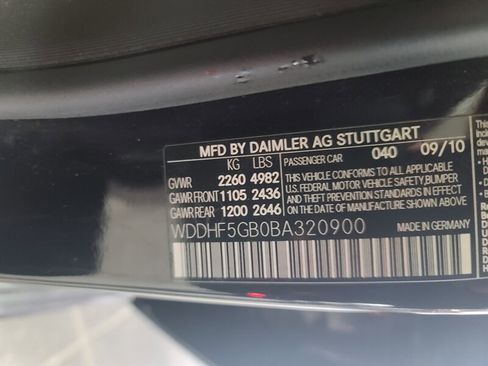 MFD BY DAIMLER AG STUTTGART
KG LBS
PASSENGER CAR 040 09/10
GVWR 2260 4982
GAWR FRONT 1105 2436
GAWR REAR 1200 2646
THIS VEHICLE CONFORMS TO ALL APPLICABLE
U.S. FEDERAL MOTOR VEHICLE SAFETY BUMPER
AND THEFT PREVENTION STANDARDS IN EFFECT
ON THE DATE OF MANUFACTURE SHOWN ABOVE.
WDDHF5GB0BA320900
MADE IN GERMANY